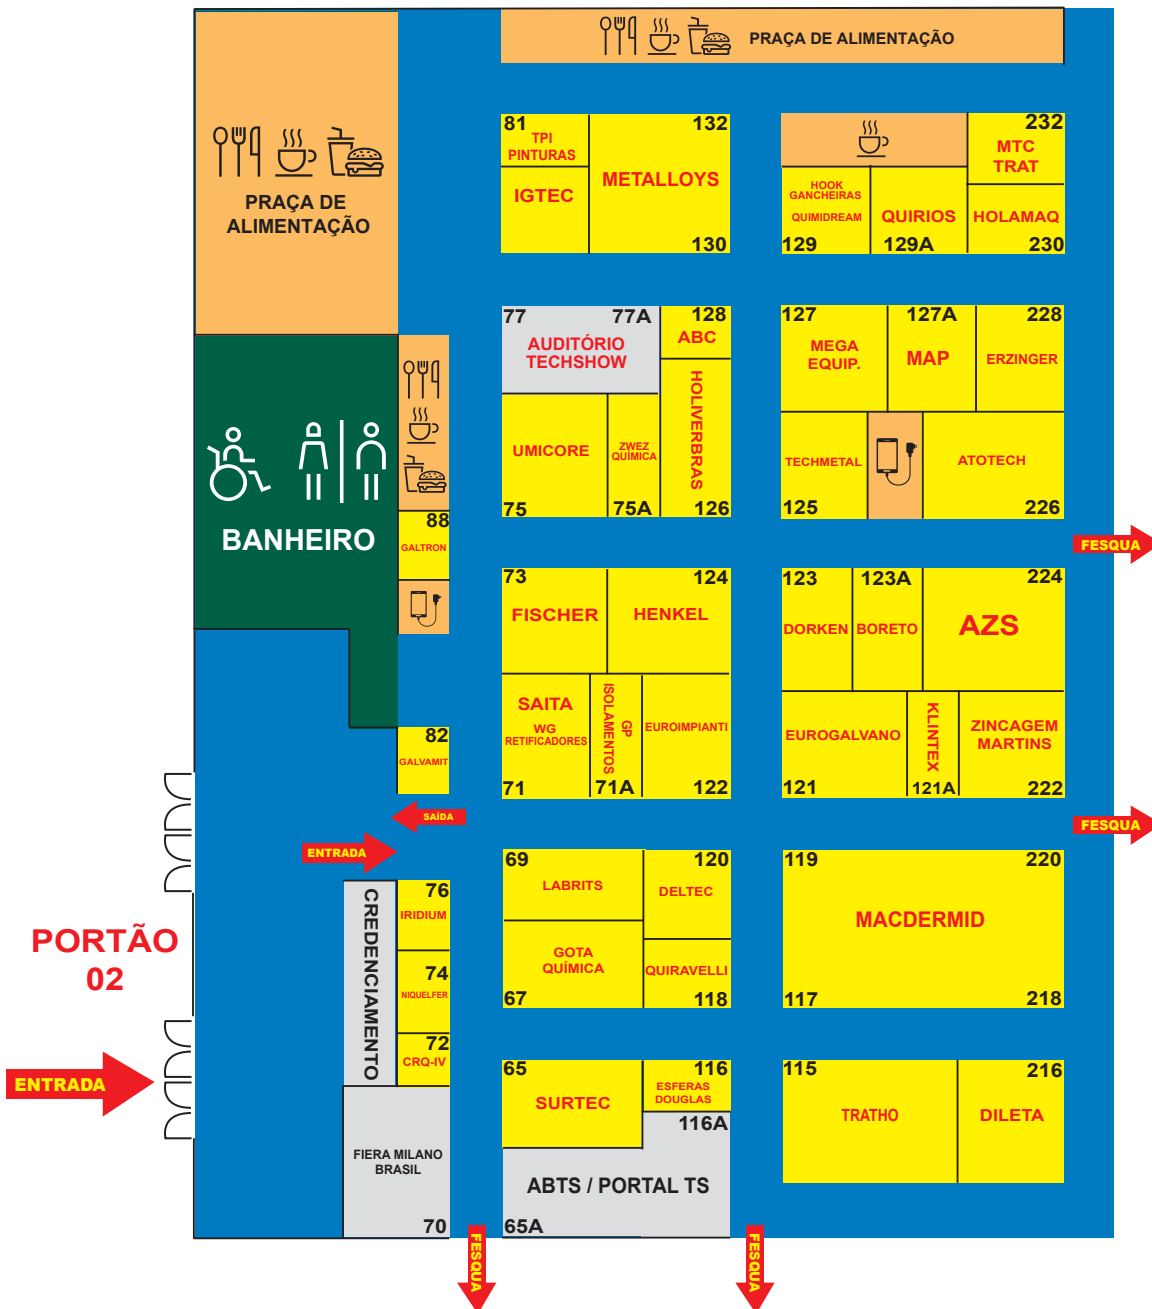 PRAÇA DE ALIMENTAÇÃO
PRAÇA DE
ALIMENTAÇÃO
81
TPI
PINTURAS
IGTEC
132
METALLOYS
130
HOOK
GANCHEIRAS
QUIMIDREAM
129
QUIRIOS
129A
232
MTC
TRAT
HOLAMAQ
230
77
77A
AUDITÓRIO
TECHSHOW
128
ABC
UMICORE
75
ZWEZ
QUÍMICA
75A
HOLIVERBRAS
126
127
MEGA
EQUIP.
127A
MAP
228
ERZINGER
TECHMETAL
125
ATOTECH
226
BANHEIRO
88
GALTRON
FESQUA
73
FISCHER
124
HENKEL
SAITA
WG
RETIFICADORES
71
GP
ISOLAMENTOS
71A
EUROIMPIANTI
122
123
DORKEN
123A
BORETO
224
AZS
EUROGALVANO
121
KLINTEX
121A
ZINCAGEM
MARTINS
222
82
GALVAMIT
SAÍDA
ENTRADA
FESQUA
PORTÃO
02
ENTRADA
CREDENCIAMENTO
76
IRIDIUM
74
NIQUELFER
72
CRQ-IV
FIERA MILANO
BRASIL
70
69
LABRITS
120
DELTEC
GOTA
QUÍMICA
67
QUIRAVELLI
118
119
220
MACDERMID
117
218
65
SURTEC
116
ESFERAS
DOUGLAS
116A
ABTS / PORTAL TS
65A
115
TRATHO
216
DILETA
FESQUA
FESQUA